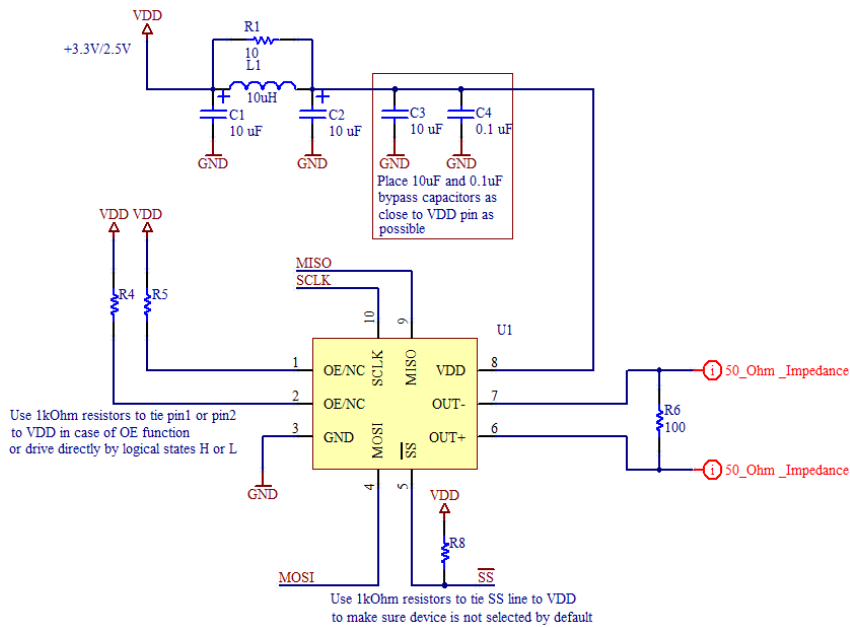 VDD
+3.3V/2.5V
R1
10
L1
10uH
C1
10 uF
C2
10 uF
C3
10 uF
C4
0.1 uF
GND
GND
GND
GND
Place 10uF and 0.1uF
bypass capacitors as
close to VDD pin as
possible
VDD VDD
R4
R5
MISO
SCLK
10
9
U1
1
OE/NC
SCLK
MISO
VDD
8
2
OE/NC
OUT-
7
3
GND
MOSI
SS
OUT+
6
4
5
50_Ohm _Impedance
R6
100
50_Ohm _Impedance
Use 1kOhm resistors to tie pin1 or pin2
to VDD in case of OE function
or drive directly by logical states H or L
GND
VDD
R8
MOSI
SS
Use 1kOhm resistors to tie SS line to VDD
to make sure device is not selected by default